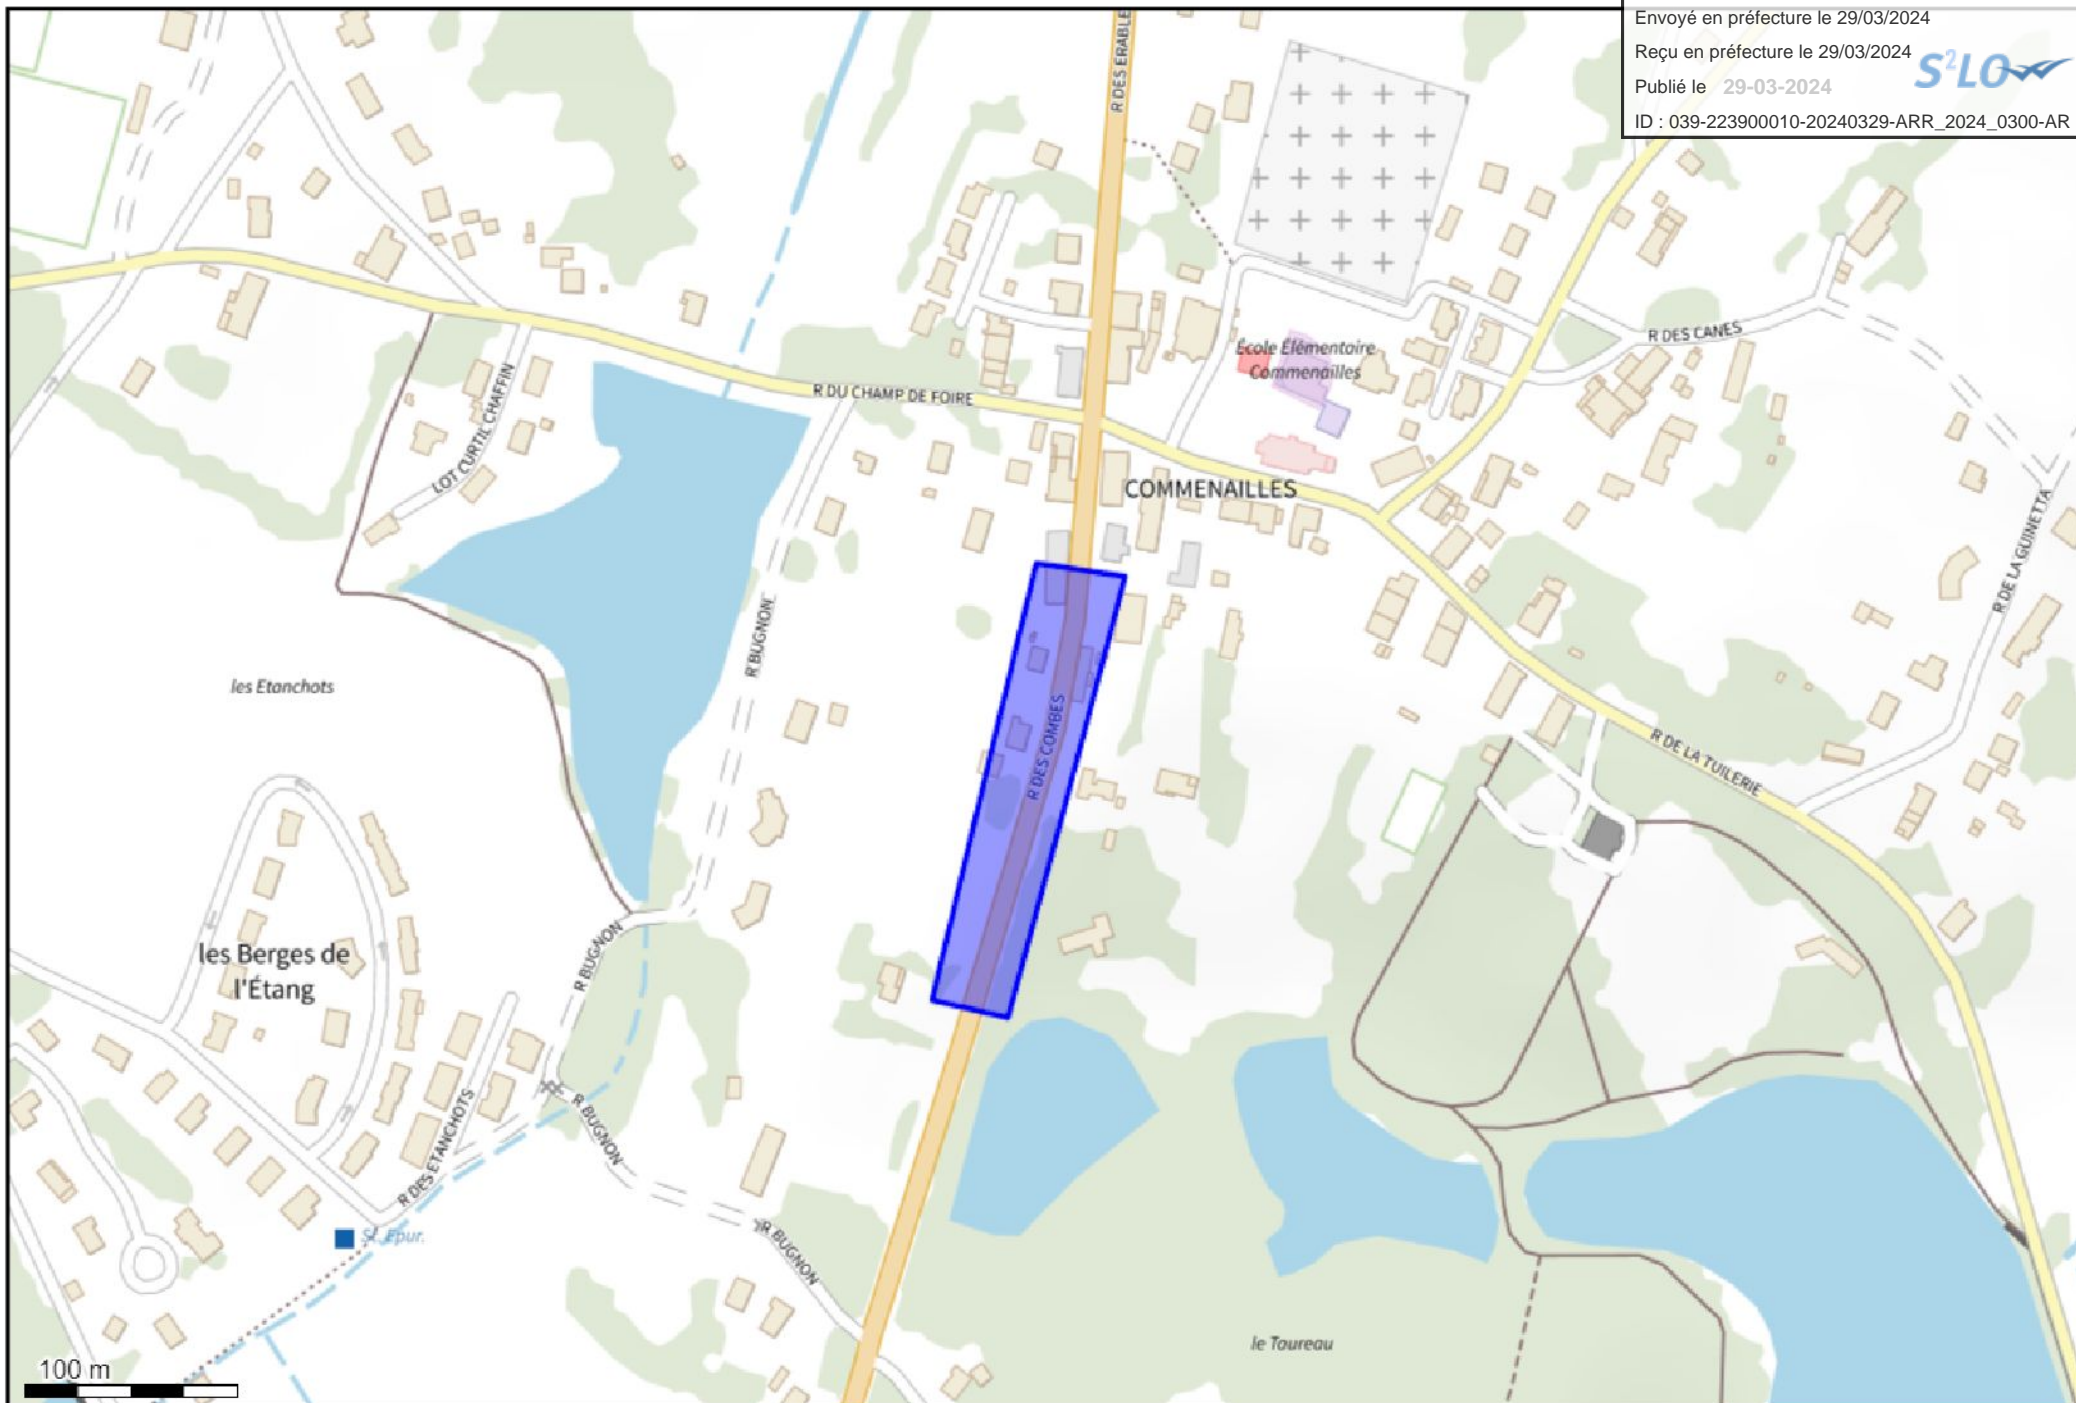 Envoyé en préfecture le 29/03/2024
Reçu en préfecture le 29/03/2024
S²LO
Publié le 29-03-2024
ID : 039-223900010-20240329-ARR_2024_0300-AR
R DES ERABLE
R DES CANES
École Élémentaire
Commenailles
R DU CHAMP DE FOIRE
LOT CURTIL CHAFFIN
COMMENAILLES
R DE LA GUINETTA
R BUGNON
les Etanchots
R DES COMBES
R DE LA TUILERIE
les Berges de
l'Étang
R BUGNON
R BUGNON
R DES ETANCHOTS
St. Epur.
R BUGNON
le Toureau
100 m